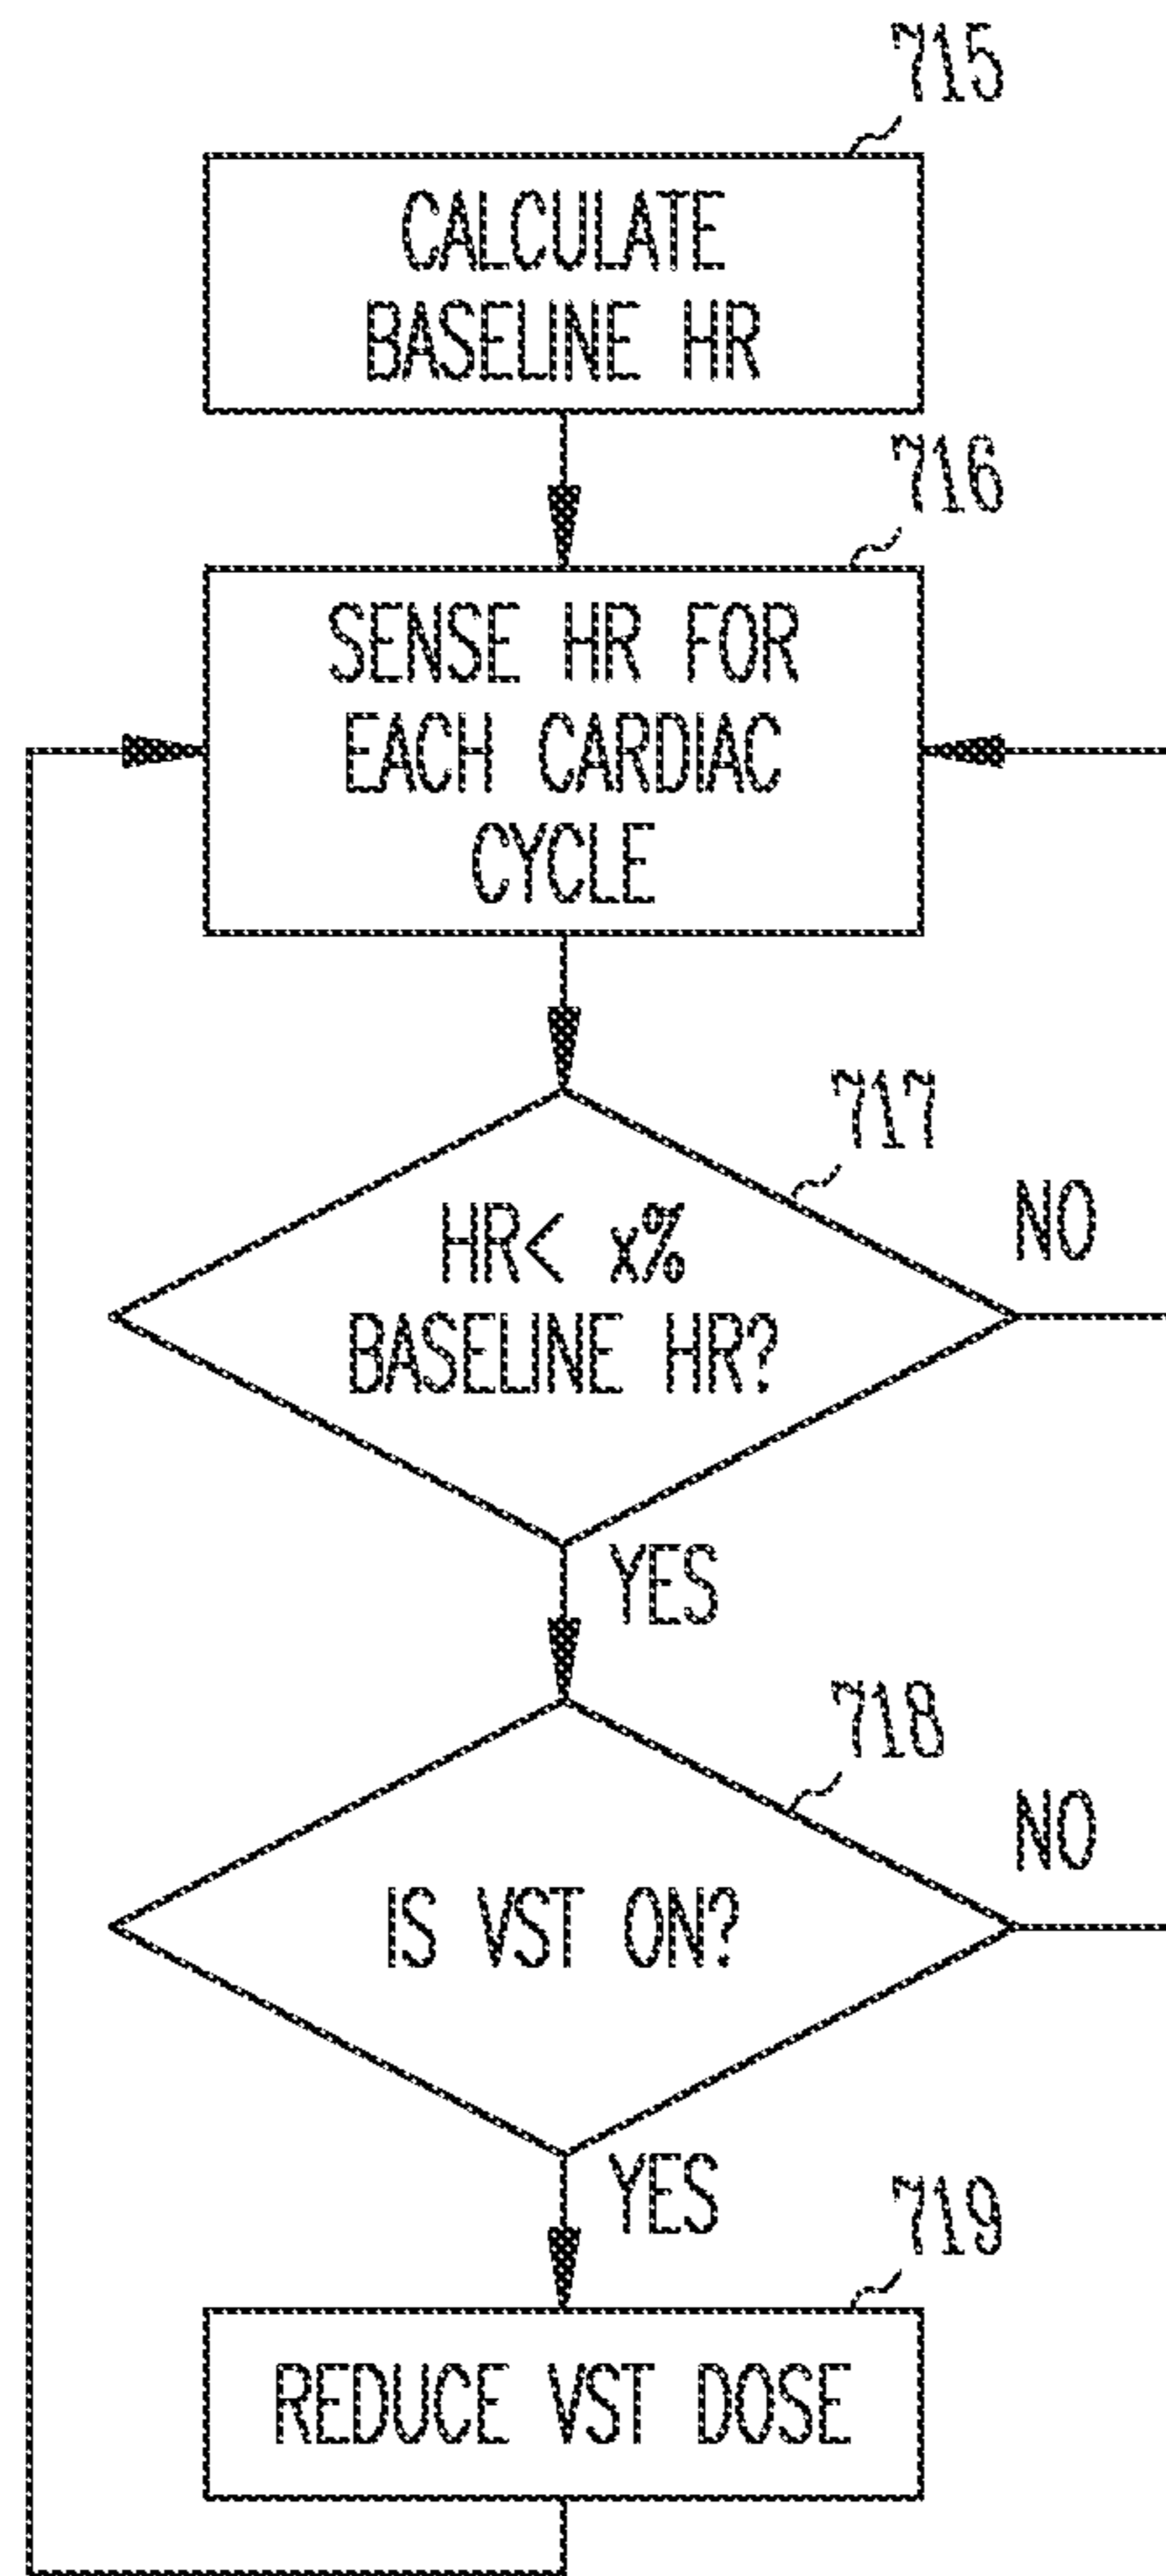 715
CALCULATE
BASELINE HR
716
SENSE HR FOR
EACH CARDIAC
CYCLE
717
HR< x%
BASELINE HR?
NO
YES
718
IS VST ON?
NO
YES
719
REDUCE VST DOSE